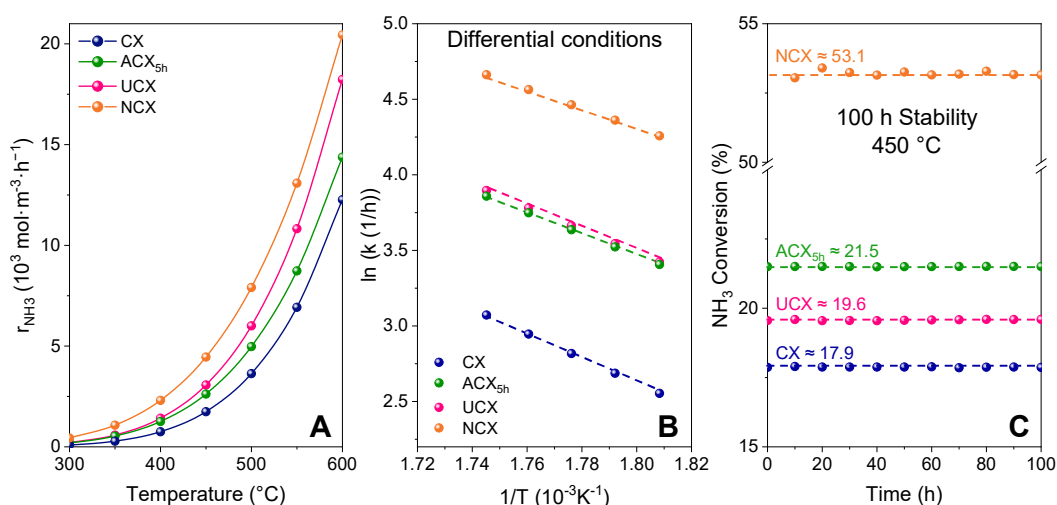 20
15
10
5
0
r_NH3 (10³ mol·m⁻³·h⁻¹)
CX
ACX5h
UCX
NCX
A
300
400
500
600
Temperature (°C)
5.0
4.5
4.0
3.5
3.0
2.5
ln (k (1/h))
Differential conditions
CX
ACX5h
UCX
NCX
B
1.72
1.74
1.76
1.78
1.80
1.82
1/T (10⁻³K⁻¹)
55
50
20
15
NH₃ Conversion (%)
NCX ≈ 53.1
100 h Stability
450 °C
ACX5h ≈ 21.5
UCX ≈ 19.6
CX ≈ 17.9
C
0
20
40
60
80
100
Time (h)